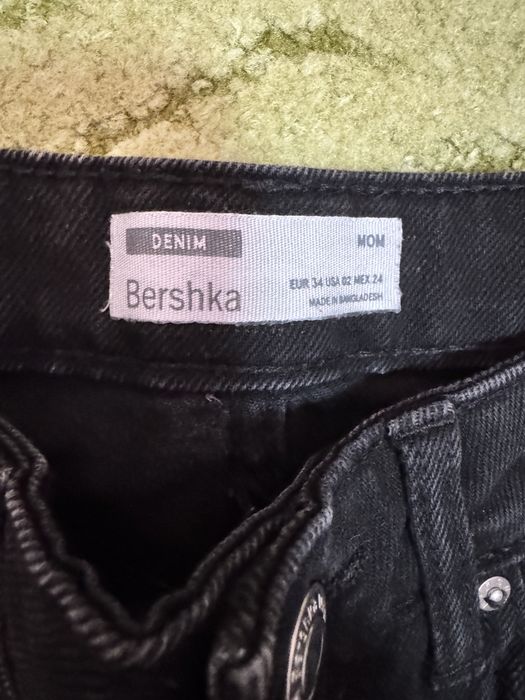 DENIM
MOM
Bershka
EUR 34 USA 02 MEX 24
MADE IN BANGLADESH